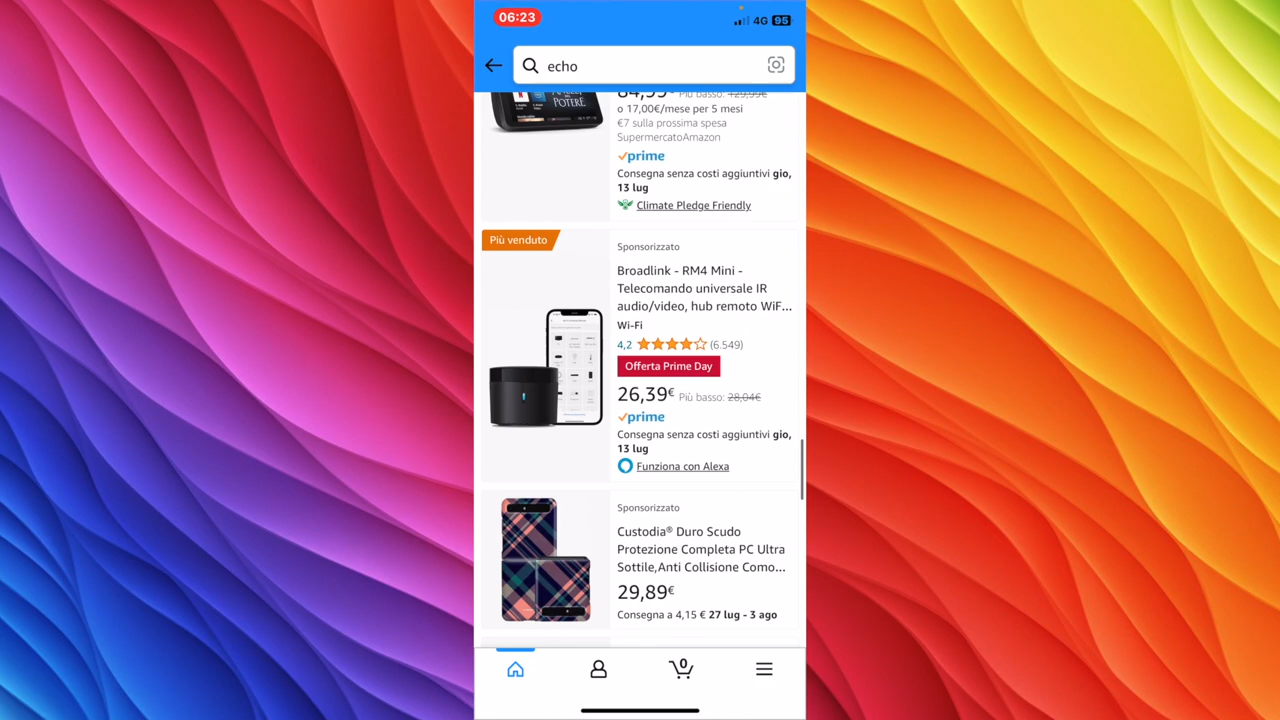 06:23
4G 95
echo
84,99€ Più basso: 129,99€
POTERE
o 17,00€/mese per 5 mesi
€7 sulla prossima spesa
SupermercatoAmazon
prime
Consegna senza costi aggiuntivi gio,
13 lug
Climate Pledge Friendly
Più venduto
Sponsorizzato
Broadlink - RM4 Mini -
Telecomando universale IR
audio/video, hub remoto WiF...
Wi-Fi
4,2 (6.549)
Offerta Prime Day
26,39€ Più basso: 28,04€
prime
Consegna senza costi aggiuntivi gio,
13 lug
Funziona con Alexa
Sponsorizzato
Custodia® Duro Scudo
Protezione Completa PC Ultra
Sottile,Anti Collisione Como...
29,89€
Consegna a 4,15 € 27 lug - 3 ago
0